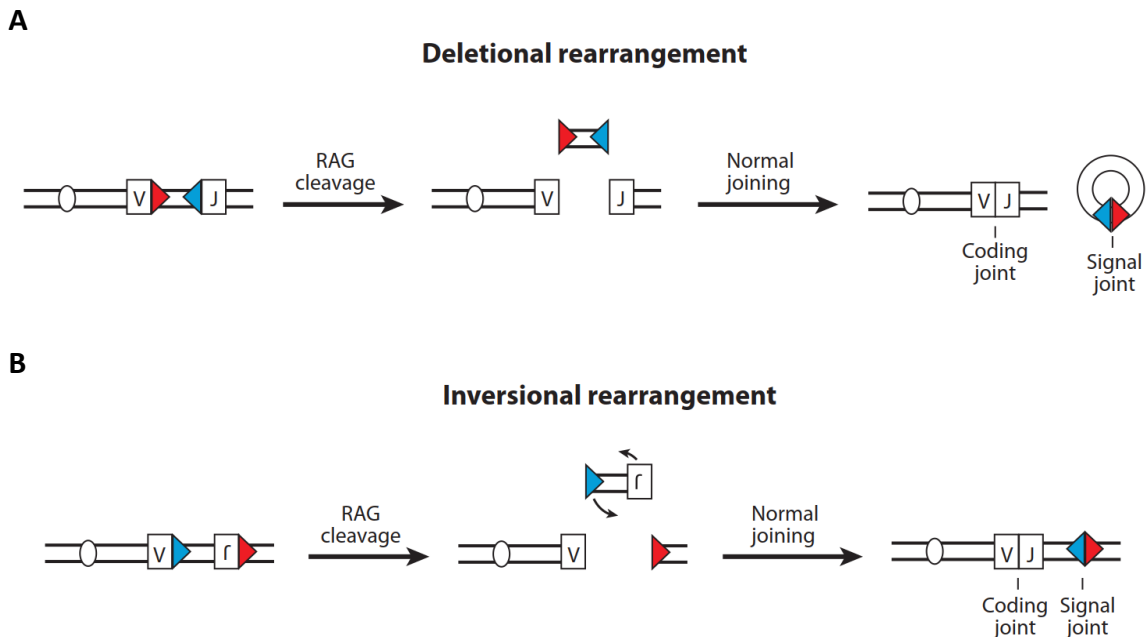 A
Deletional rearrangement
RAG
cleavage
Normal
joining
V J
V J
V J
Coding
joint
Signal
joint
B
Inversional rearrangement
J
RAG
cleavage
Normal
joining
V J
V
V J
Coding
joint
Signal
joint